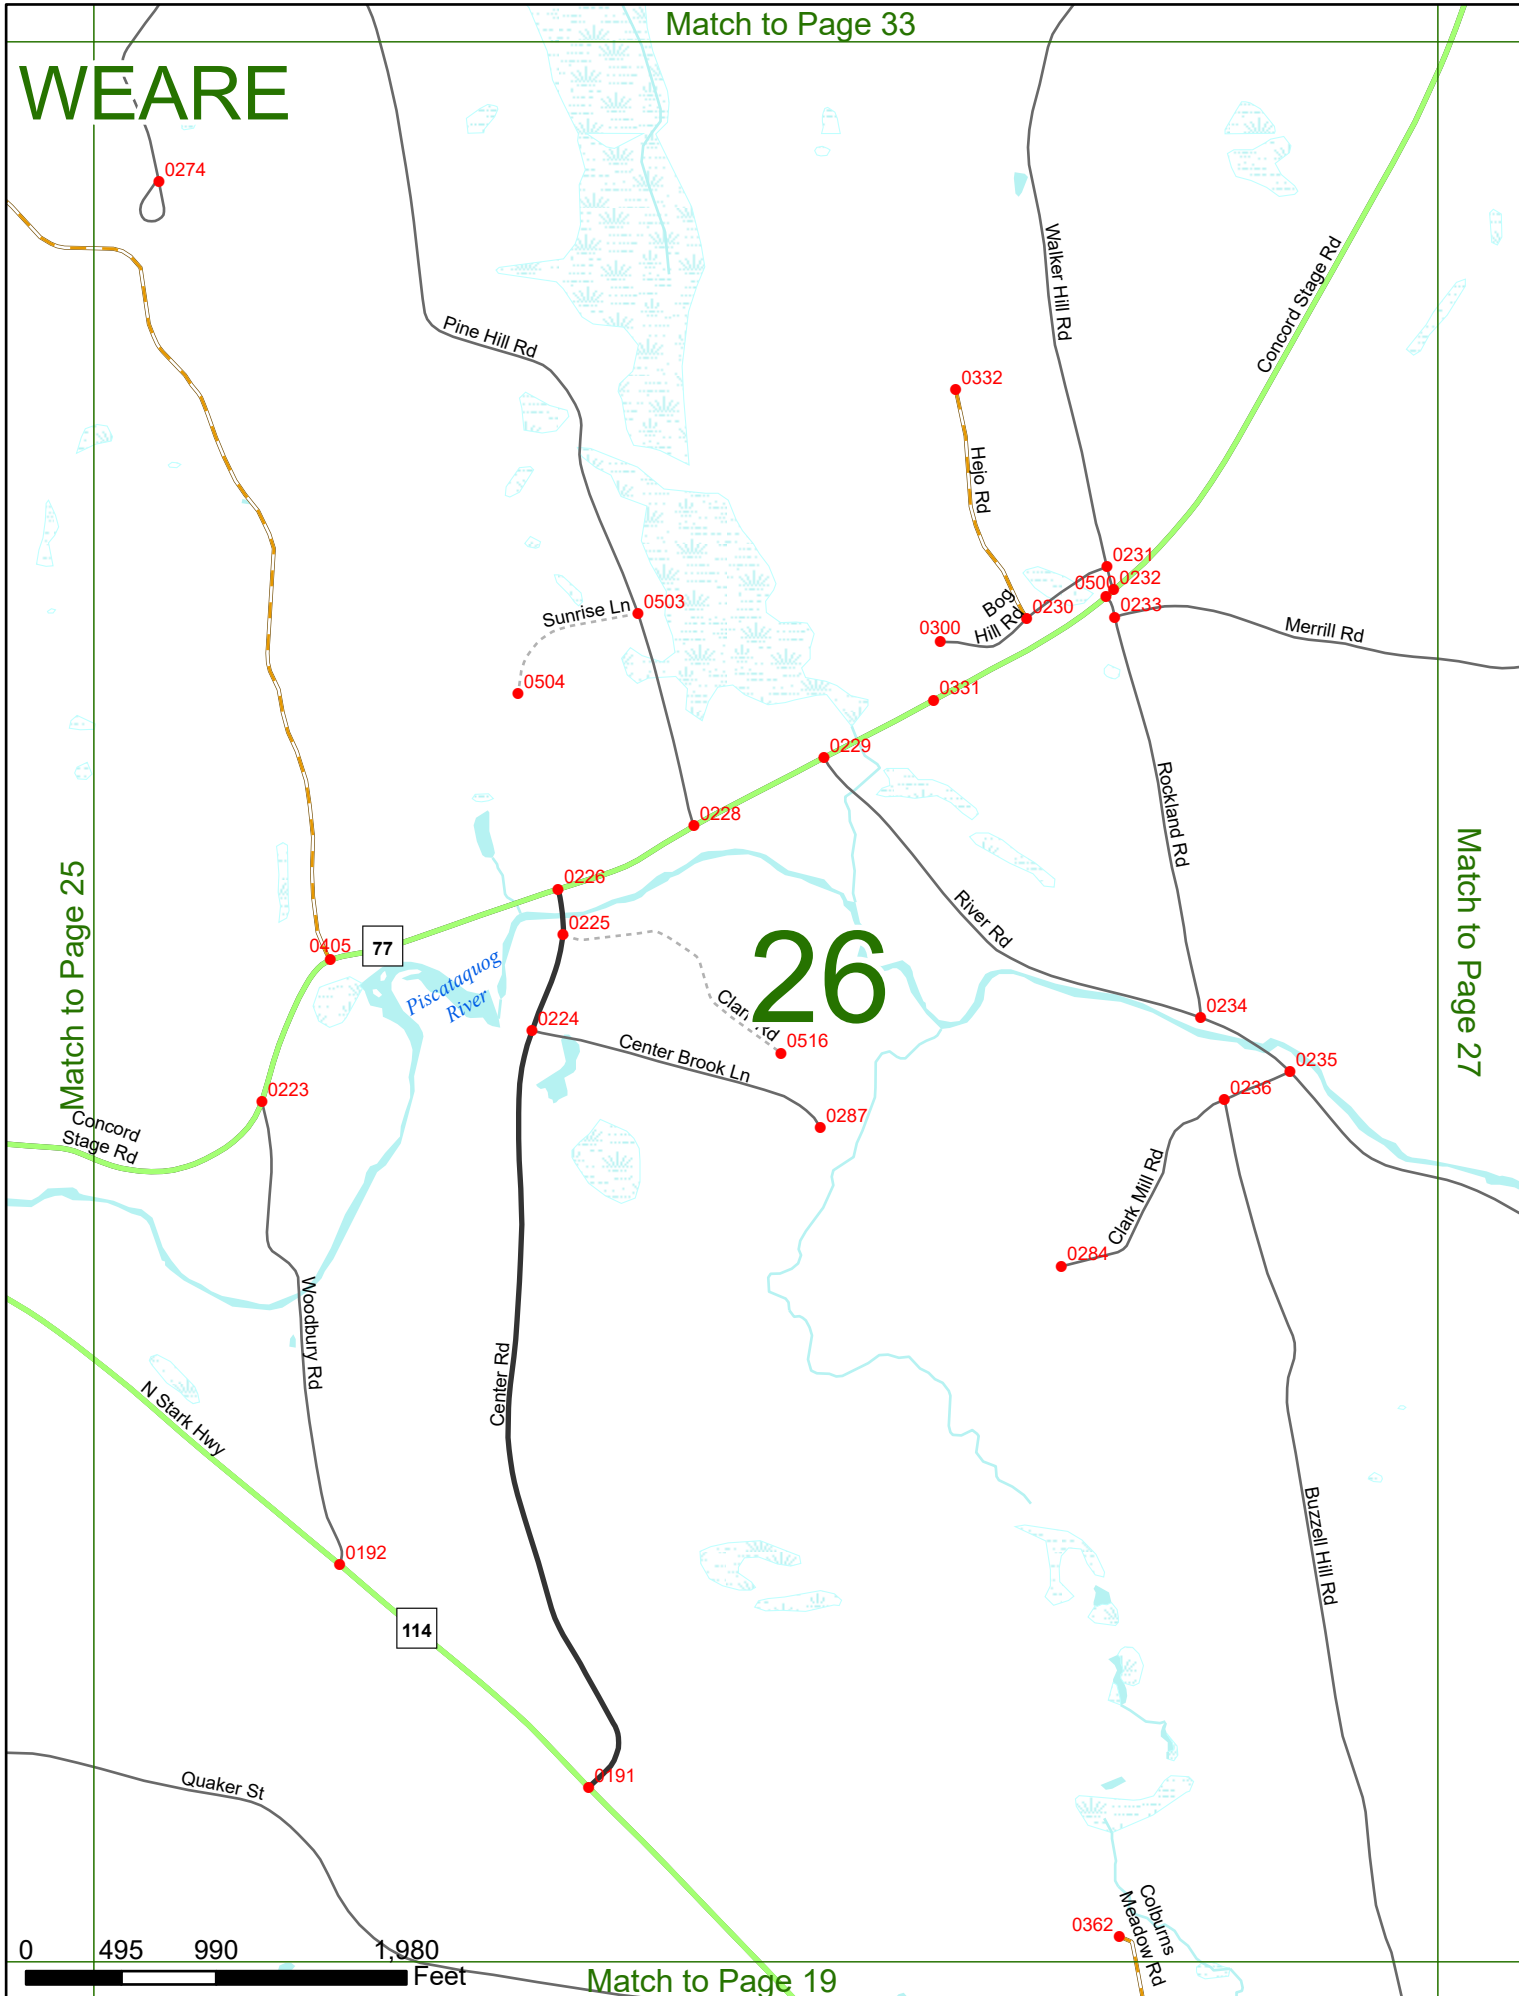 Match to Page 33
WEARE
0274
Walker Hill Rd
Concord Stage Rd
Pine Hill Rd
0332
Hejo Rd
0231
0232
0500
Bog
Hill Rd
0230
0233
Sunrise Ln
0503
0300
Merrill Rd
0504
0331
0229
Rockland Rd
0228
Match to Page 25
Match to Page 27
0226
River Rd
0225
0405
77
26
Piscataquog
River
0224
0234
0516
Center Brook Ln
0235
0236
0223
0287
Concord
Stage Rd
Clark Mill Rd
0284
Woodbury Rd
Center Rd
N Stark Hwy
Buzzell Hill Rd
0192
114
0191
Quaker St
0362
Colburns
Meadow Rd
0 495 990 1,980
Feet
Match to Page 19